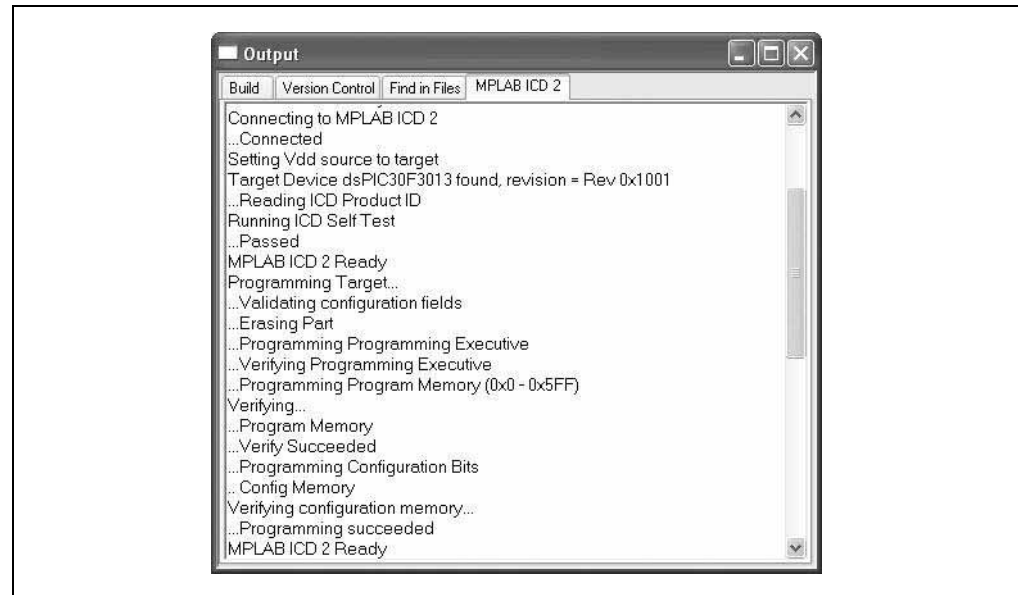 Output
Build Version Control Find in Files MPLAB ICD 2
Connecting to MPLAB ICD 2
...Connected
Setting Vdd source to target
Target Device dsPIC30F3013 found, revision = Rev 0x1001
...Reading ICD Product ID
Running ICD Self Test
...Passed
MPLAB ICD 2 Ready
Programming Target...
...Validating configuration fields
...Erasing Part
...Programming Programming Executive
...Verifying Programming Executive
...Programming Program Memory (0x0 - 0x5FF)
Verifying...
...Program Memory
...Verify Succeeded
...Programming Configuration Bits
.. Config Memory
Verifying configuration memory...
...Programming succeeded
MPLAB ICD 2 Ready